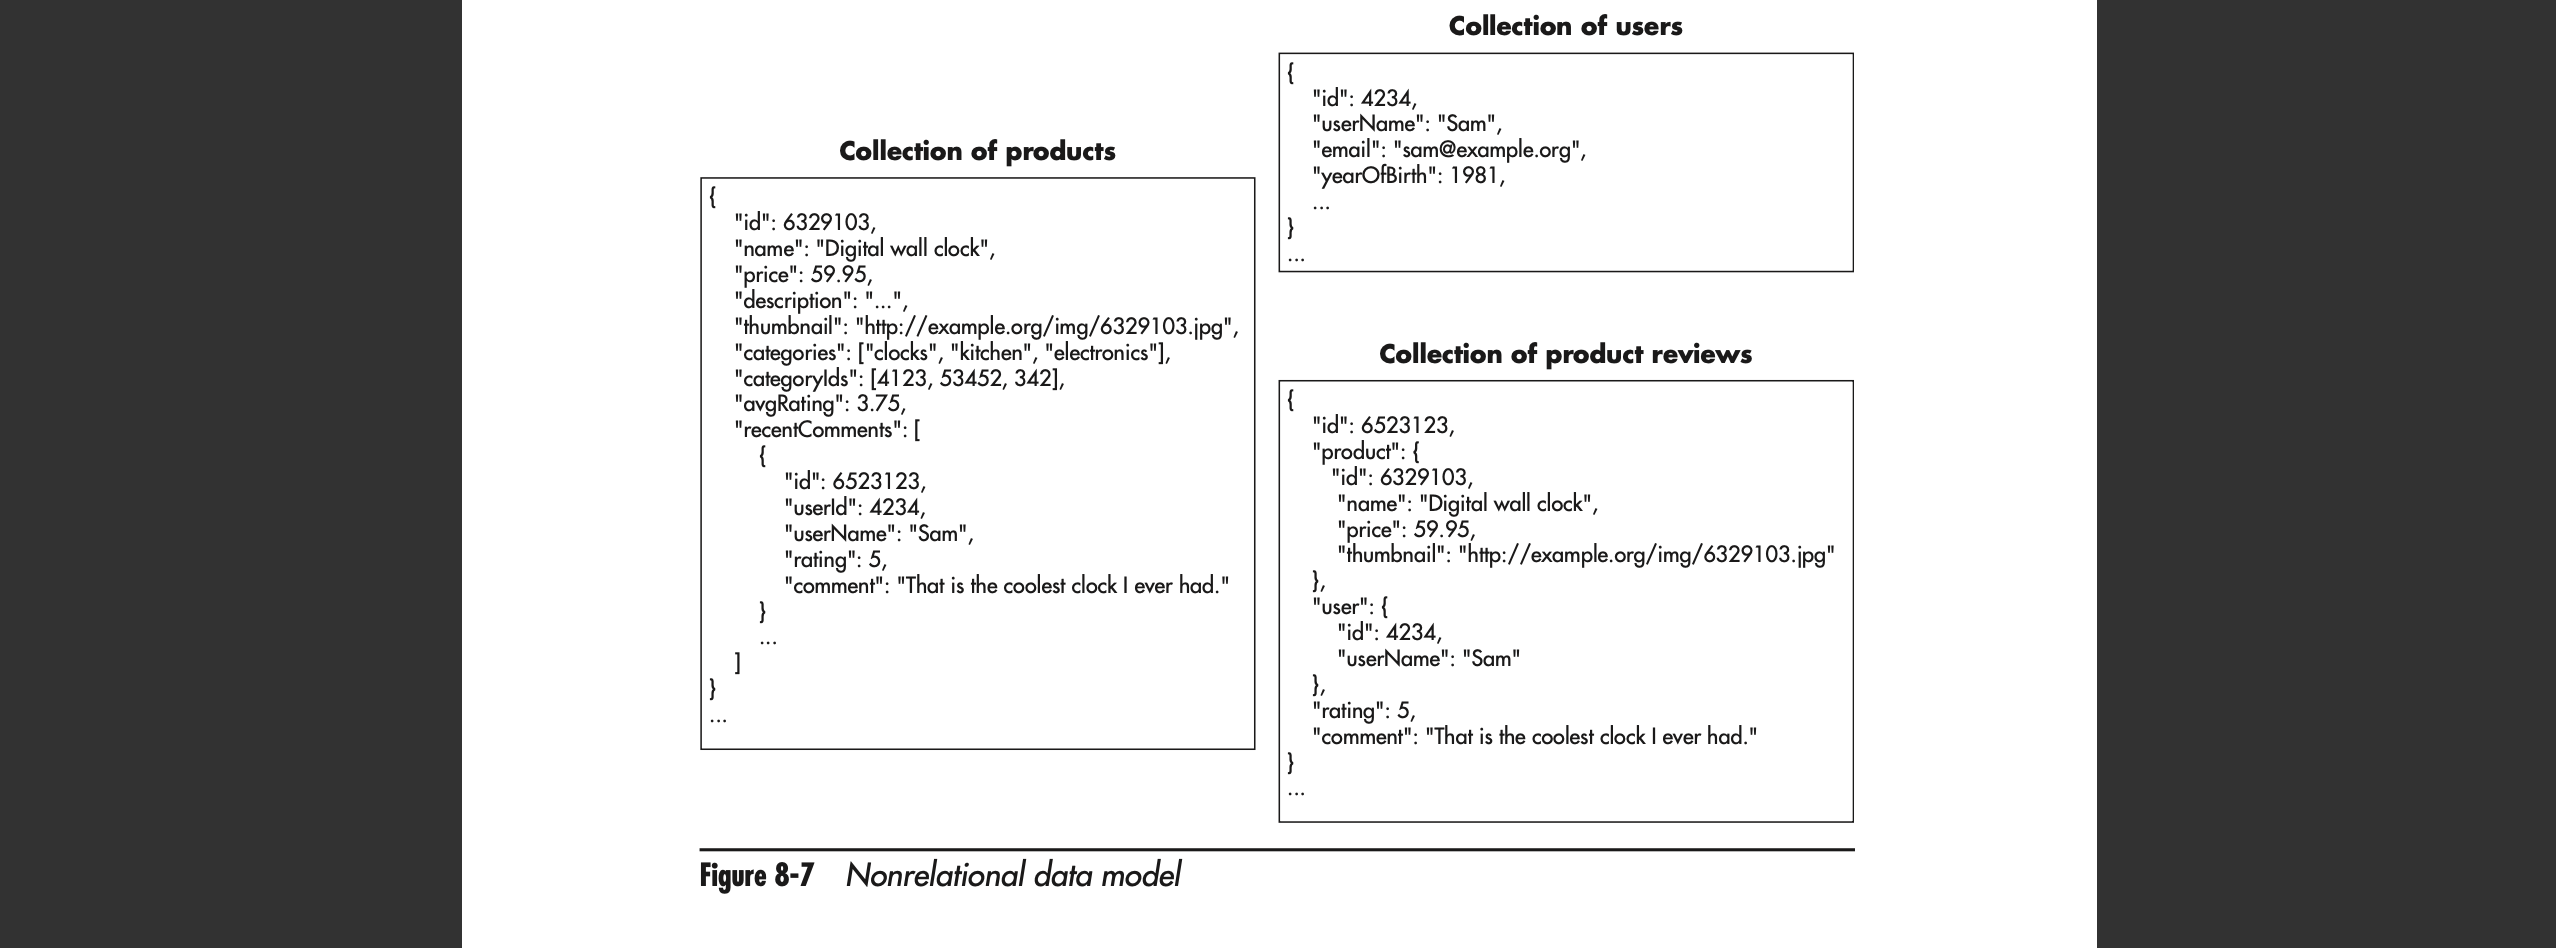 Collection of products
{
"id": 6329103,
"name": "Digital wall clock",
"price": 59.95,
"description": "...",
"thumbnail": "http://example.org/img/6329103.jpg",
"categories": ["clocks", "kitchen", "electronics"],
"categoryIds": [4123, 53452, 342],
"avgRating": 3.75,
"recentComments": [
{
"id": 6523123,
"userId": 4234,
"userName": "Sam",
"rating": 5,
"comment": "That is the coolest clock I ever had."
}
...
]
}
...
Collection of users
{
"id": 4234,
"userName": "Sam",
"email": "sam@example.org",
"yearOfBirth": 1981,
...
}
...
Collection of product reviews
{
"id": 6523123,
"product": {
"id": 6329103,
"name": "Digital wall clock",
"price": 59.95,
"thumbnail": "http://example.org/img/6329103.jpg"
},
"user": {
"id": 4234,
"userName": "Sam"
},
"rating": 5,
"comment": "That is the coolest clock I ever had."
}
...
Figure 8-7 Nonrelational data model